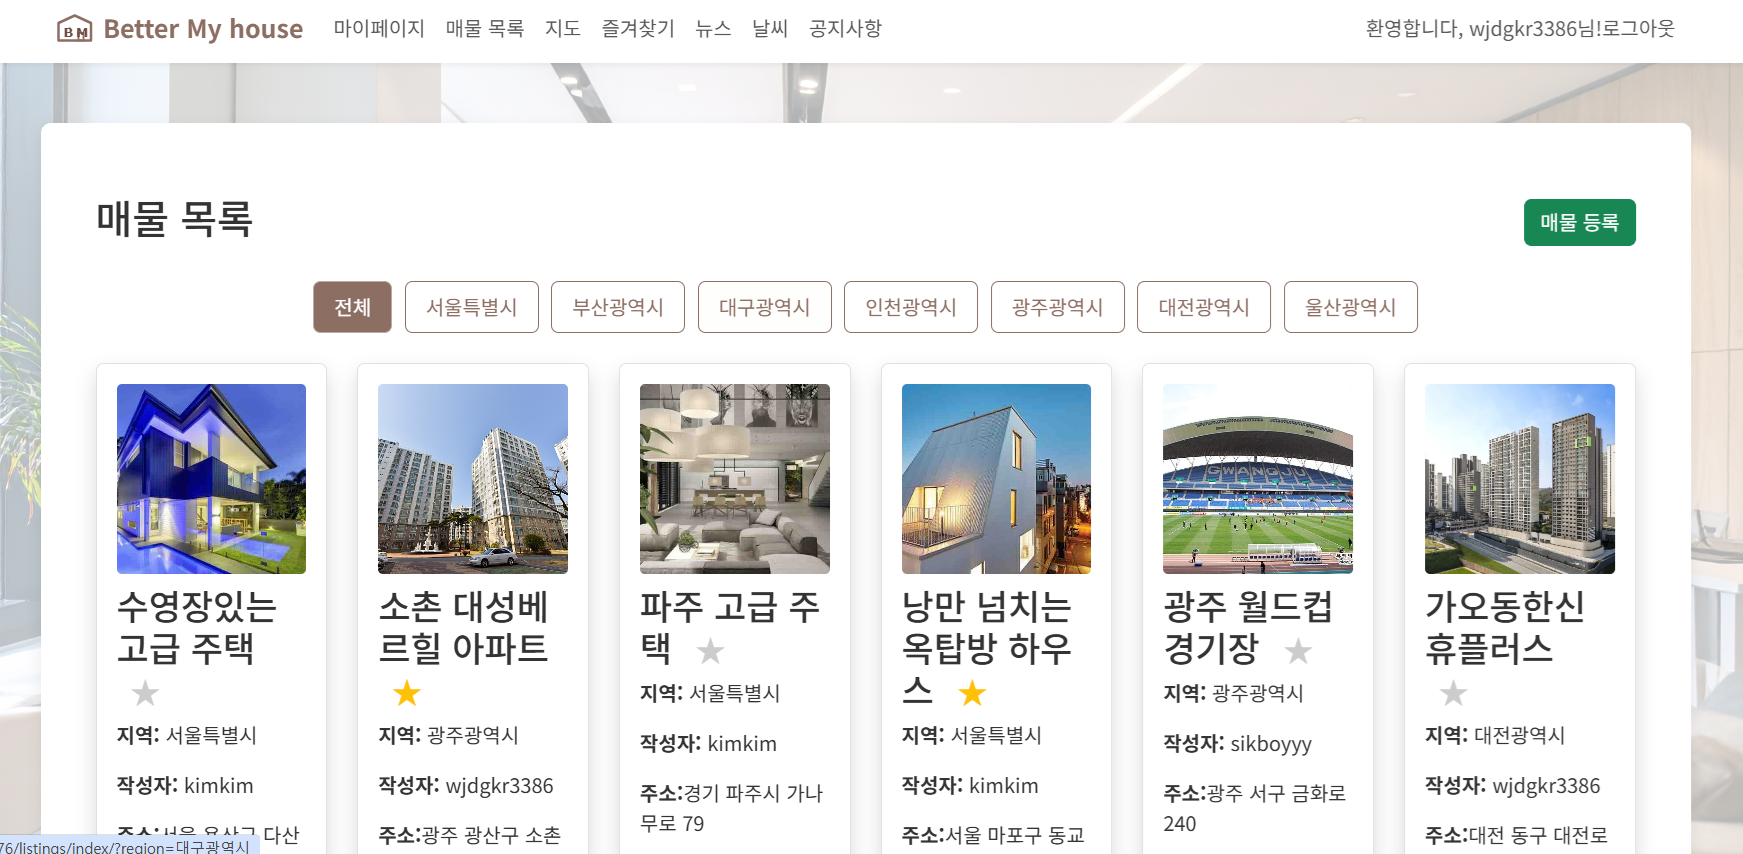 BM Better My house 마이페이지 매물 목록 지도 즐겨찾기 뉴스 날씨 공지사항 환영합니다, wjdgkr3386님!로그아웃
매물 목록
매물 등록
전체 서울특별시 부산광역시 대구광역시 인천광역시 광주광역시 대전광역시 울산광역시
수영장있는
고급 주택
★
지역: 서울특별시
작성자: kimkim
주소:서울 용산구 다산
소촌 대성베
르힐 아파트
★
지역: 광주광역시
작성자: wjdgkr3386
주소:광주 광산구 소촌
파주 고급 주
택 ★
지역: 서울특별시
작성자: kimkim
주소:경기 파주시 가나
무로 79
낭만 넘치는
옥탑방 하우
스 ★
지역: 서울특별시
작성자: kimkim
주소:서울 마포구 동교
GWANGJU
광주 월드컵
경기장 ★
지역: 광주광역시
작성자: sikboyyy
주소:광주 서구 금화로
240
가오동한신
휴플러스
★
지역: 대전광역시
작성자: wjdgkr3386
주소:대전 동구 대전로
76/listings/index/?region=대구광역시